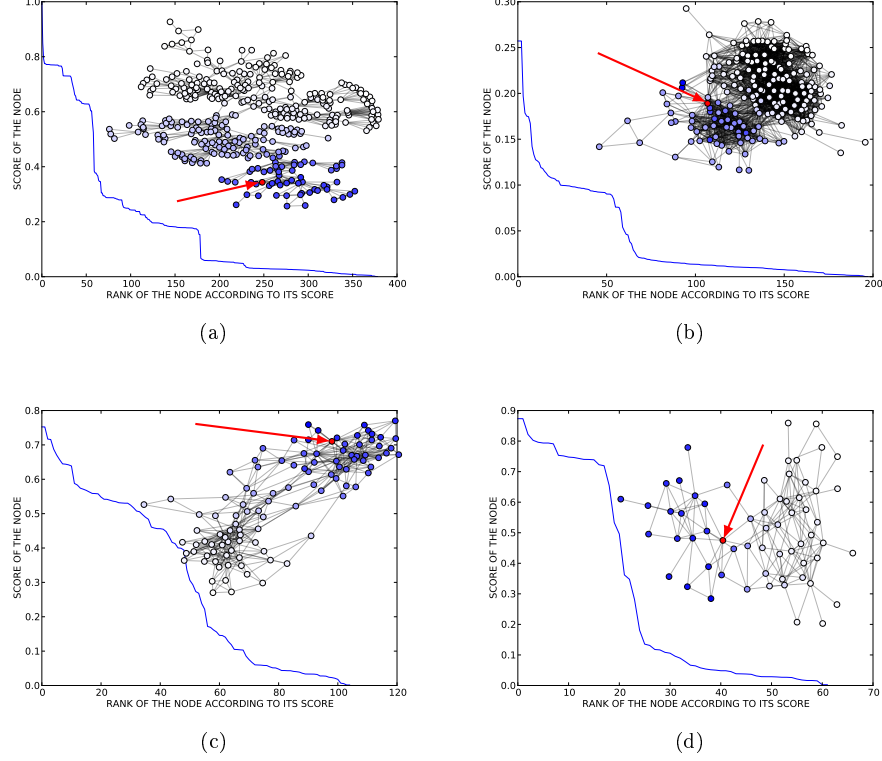 1.0
0.8
0.6
0.4
0.2
0.0
SCORE OF THE NODE
0 50 100 150 200 250 300 350 400
RANK OF THE NODE ACCORDING TO ITS SCORE
(a)
0.30
0.25
0.20
0.15
0.10
0.05
0.00
SCORE OF THE NODE
50 100 150 200
RANK OF THE NODE ACCORDING TO ITS SCORE
(b)
0.8
0.7
0.6
0.5
0.4
0.3
0.2
0.1
0.0
SCORE OF THE NODE
0 20 40 60 80 100 120
RANK OF THE NODE ACCORDING TO ITS SCORE
(c)
0.9
0.8
0.7
0.6
0.5
0.4
0.3
0.2
0.1
0.0
SCORE OF THE NODE
0 10 20 30 40 50 60 70
RANK OF THE NODE ACCORDING TO ITS SCORE
(d)